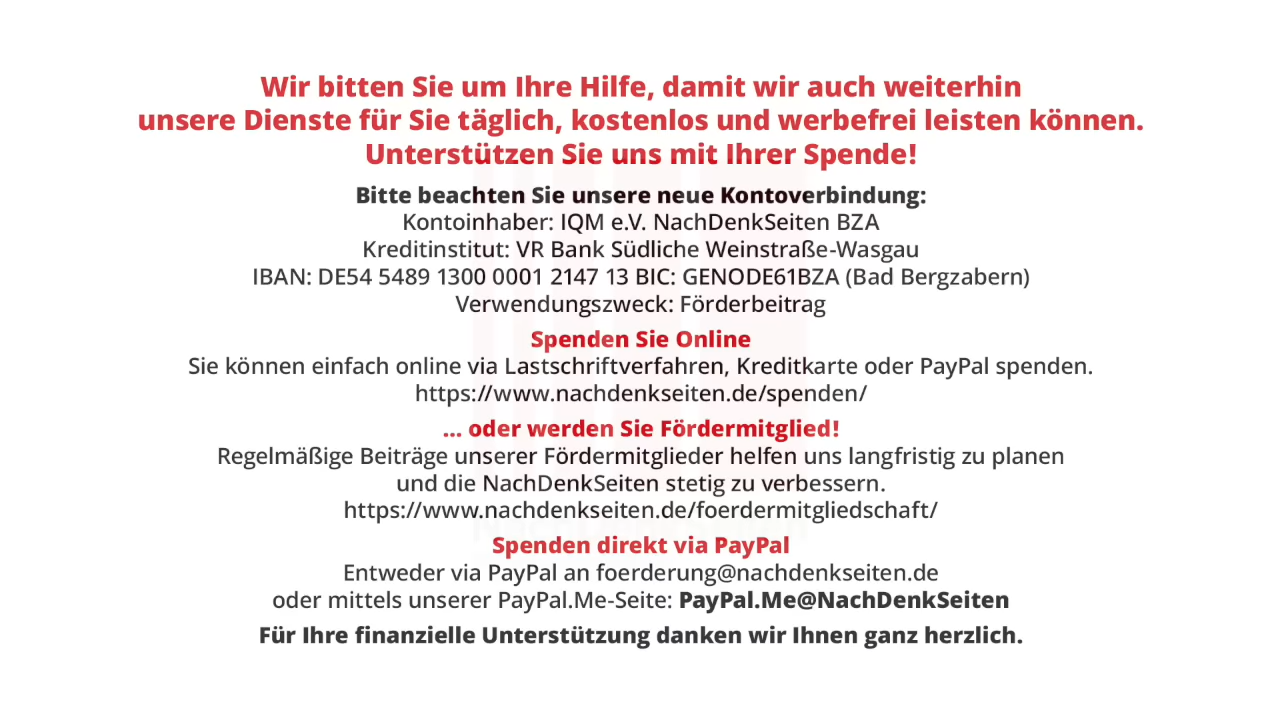 Wir bitten Sie um Ihre Hilfe, damit wir auch weiterhin
unsere Dienste für Sie täglich, kostenlos und werbefrei leisten können.
Unterstützen Sie uns mit Ihrer Spende!
Bitte beachten Sie unsere neue Kontoverbindung:
Kontoinhaber: IQM e.V. NachDenkSeiten BZA
Kreditinstitut: VR Bank Südliche Weinstraße-Wasgau
IBAN: DE54 5489 1300 0001 2147 13 BIC: GENODE61BZA (Bad Bergzabern)
Verwendungszweck: Förderbeitrag
Spenden Sie Online
Sie können einfach online via Lastschriftverfahren, Kreditkarte oder PayPal spenden.
https://www.nachdenkseiten.de/spenden/
... oder werden Sie Fördermitglied!
Regelmäßige Beiträge unserer Fördermitglieder helfen uns langfristig zu planen
und die NachDenkSeiten stetig zu verbessern.
https://www.nachdenkseiten.de/foerdermitgliedschaft/
Spenden direkt via PayPal
Entweder via PayPal an foerderung@nachdenkseiten.de
oder mittels unserer PayPal.Me-Seite: PayPal.Me@NachDenkSeiten
Für Ihre finanzielle Unterstützung danken wir Ihnen ganz herzlich.